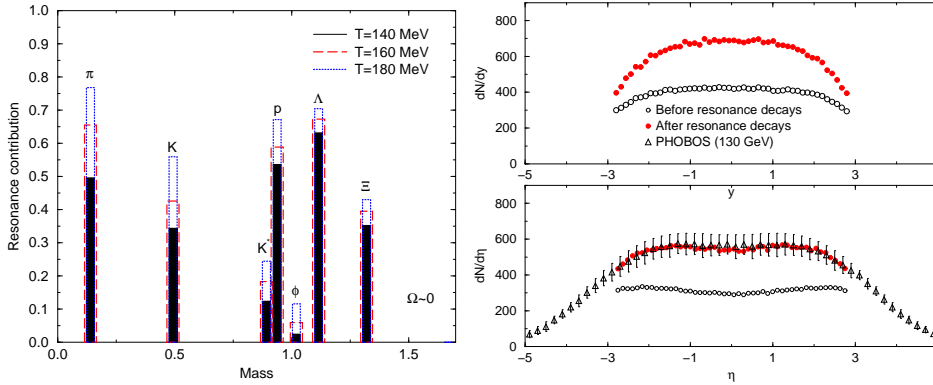 1.0
0.9
0.8
0.7
0.6
0.5
0.4
0.3
0.2
0.1
0.0
Resonance contribution
T=140 MeV
T=160 MeV
T=180 MeV
π
K
K*
p
ϕ
Λ
Ξ
Ω~0
0.0 0.5 1.0 1.5
Mass
800
600
400
200
0
dN/dy
Before resonance decays
After resonance decays
PHOBOS (130 GeV)
−5 −3 −1 1 3 5
y
800
600
400
200
0
dN/dη
−5 −3 −1 1 3 5
η